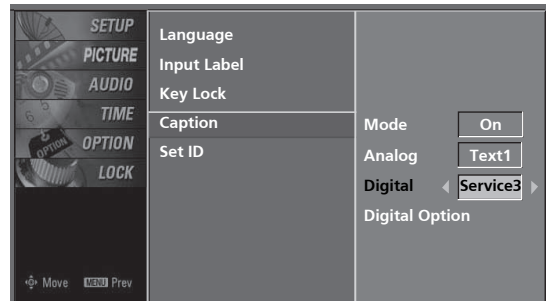 SETUP
PICTURE
AUDIO
TIME
OPTION
LOCK
Move MENU Prev
Language
Input Label
Key Lock
Caption
Set ID
Mode On
Analog Text1
Digital Service3
Digital Option